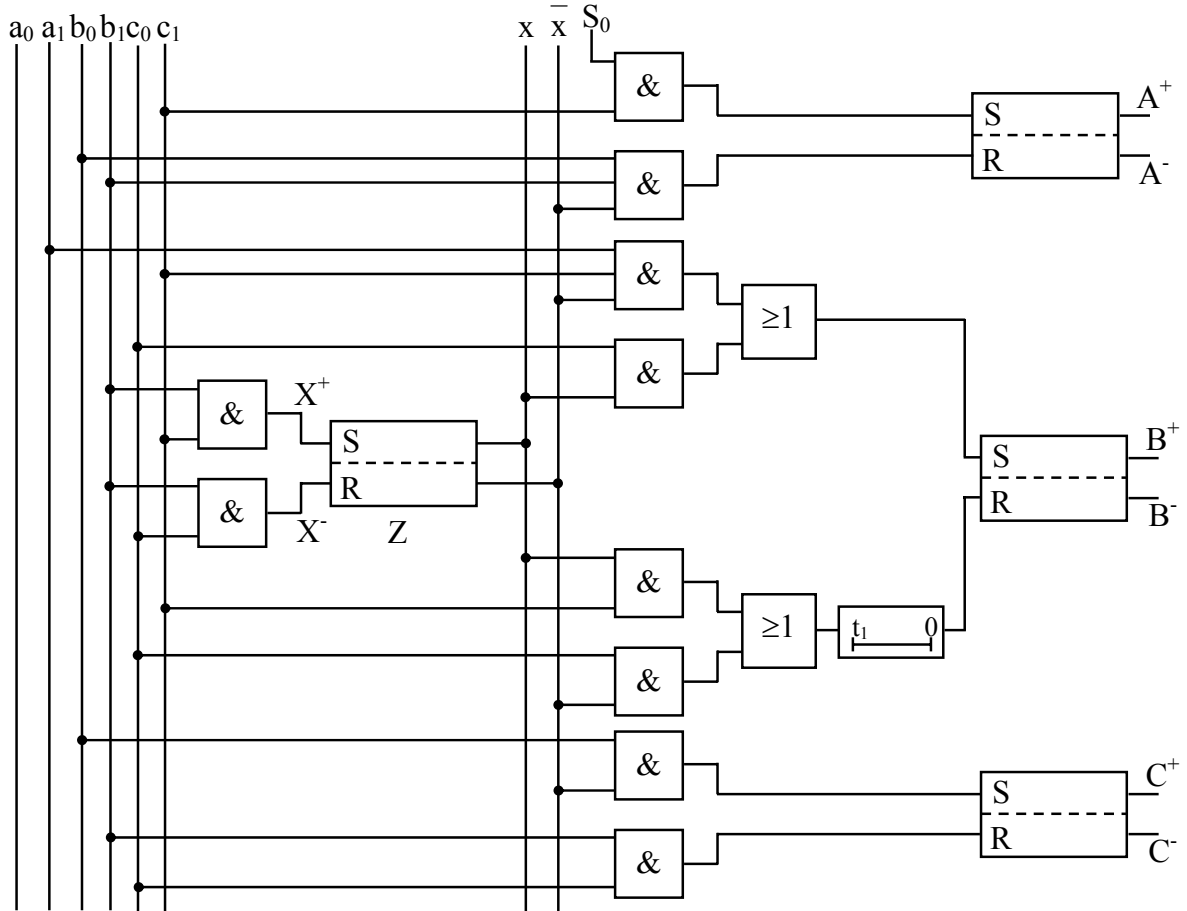 a₀ a₁ b₀ b₁ c₀ c₁ x x̅ S₀
&
S A⁺
R A⁻
&
&
≥1
&
& X⁺
S
R
& X⁻
Z
S B⁺
R B⁻
&
≥1
t₁ 0
&
&
S C⁺
R C⁻
&